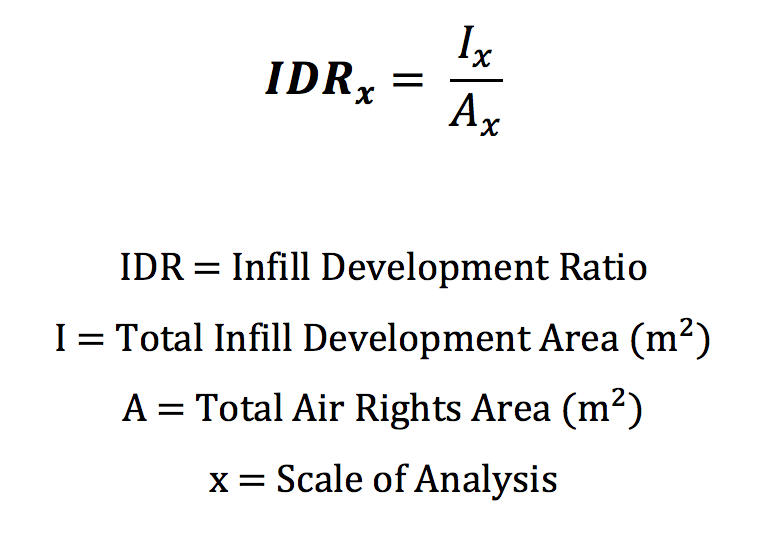 IDRₓ = Iₓ / Aₓ
IDR = Infill Development Ratio
I = Total Infill Development Area (m²)
A = Total Air Rights Area (m²)
x = Scale of Analysis